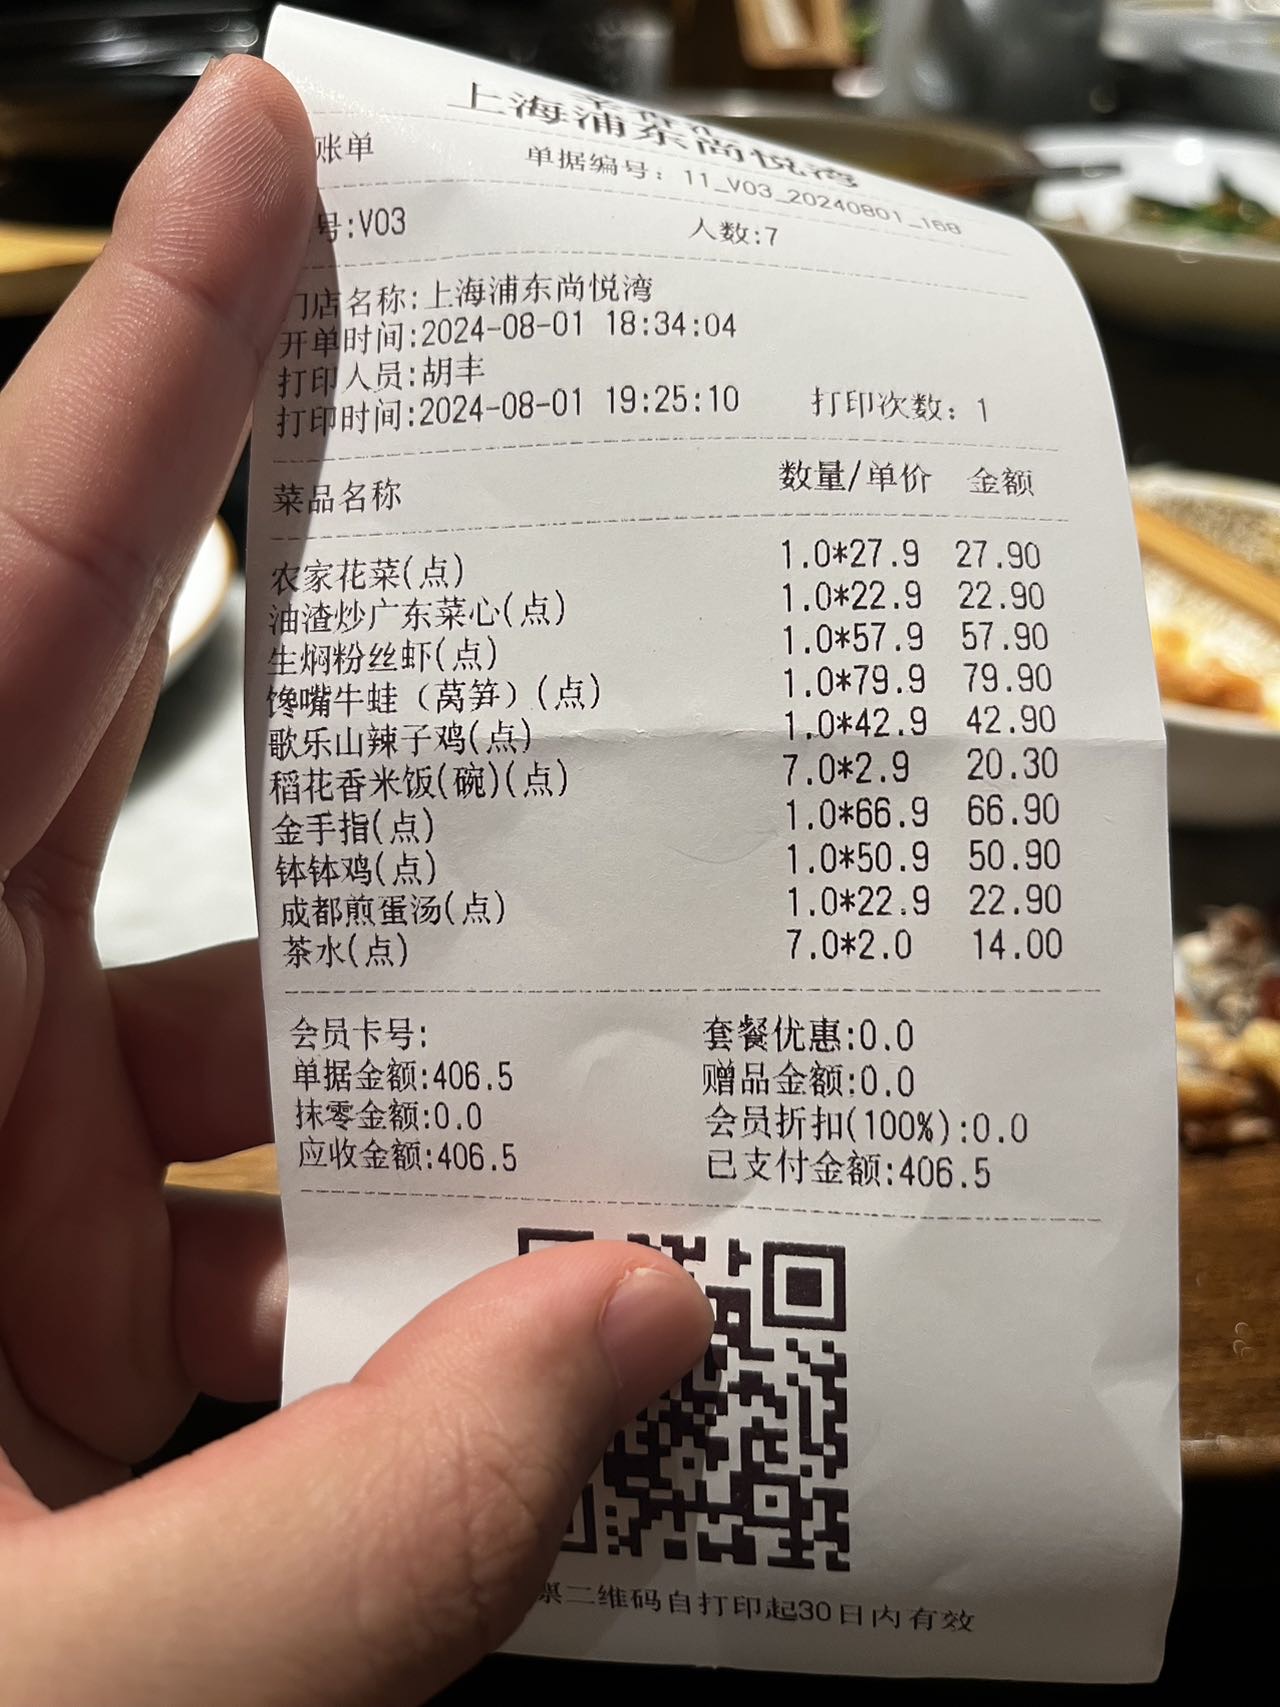 上海浦东尚悦湾
账单 单据编号：11_V03_20240801_168
号:V03 人数:7
门店名称:上海浦东尚悦湾
开单时间:2024-08-01 18:34:04
打印人员:胡丰
打印时间:2024-08-01 19:25:10 打印次数：1
菜品名称 数量/单价 金额
农家花菜(点) 1.0*27.9 27.90
油渣炒广东菜心(点) 1.0*22.9 22.90
生焖粉丝虾(点) 1.0*57.9 57.90
馋嘴牛蛙（莴笋）(点) 1.0*79.9 79.90
歌乐山辣子鸡(点) 1.0*42.9 42.90
稻花香米饭(碗)(点) 7.0*2.9 20.30
金手指(点) 1.0*66.9 66.90
钵钵鸡(点) 1.0*50.9 50.90
成都煎蛋汤(点) 1.0*22.9 22.90
茶水(点) 7.0*2.0 14.00
会员卡号: 套餐优惠:0.0
单据金额:406.5 赠品金额:0.0
抹零金额:0.0 会员折扣(100%):0.0
应收金额:406.5 已支付金额:406.5
票二维码自打印起30日内有效